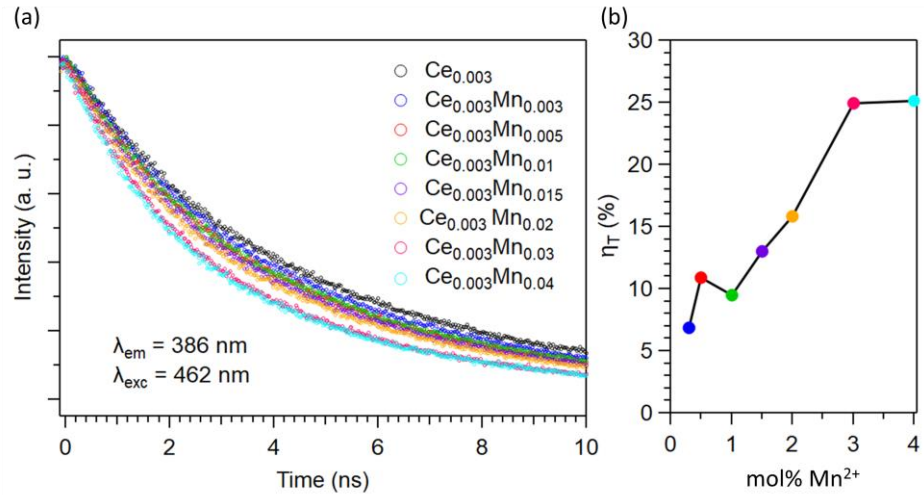 (a)
Intensity (a. u.)
Ce₀.₀₀₃
Ce₀.₀₀₃Mn₀.₀₀₃
Ce₀.₀₀₃Mn₀.₀₀₅
Ce₀.₀₀₃Mn₀.₀₁
Ce₀.₀₀₃Mn₀.₀₁₅
Ce₀.₀₀₃ Mn₀.₀₂
Ce₀.₀₀₃Mn₀.₀₃
Ce₀.₀₀₃Mn₀.₀₄
λem = 386 nm
λexc = 462 nm
0 2 4 6 8 10
Time (ns)
(b)
ηT (%)
30
25
20
15
10
5
0
0 1 2 3 4
mol% Mn²⁺